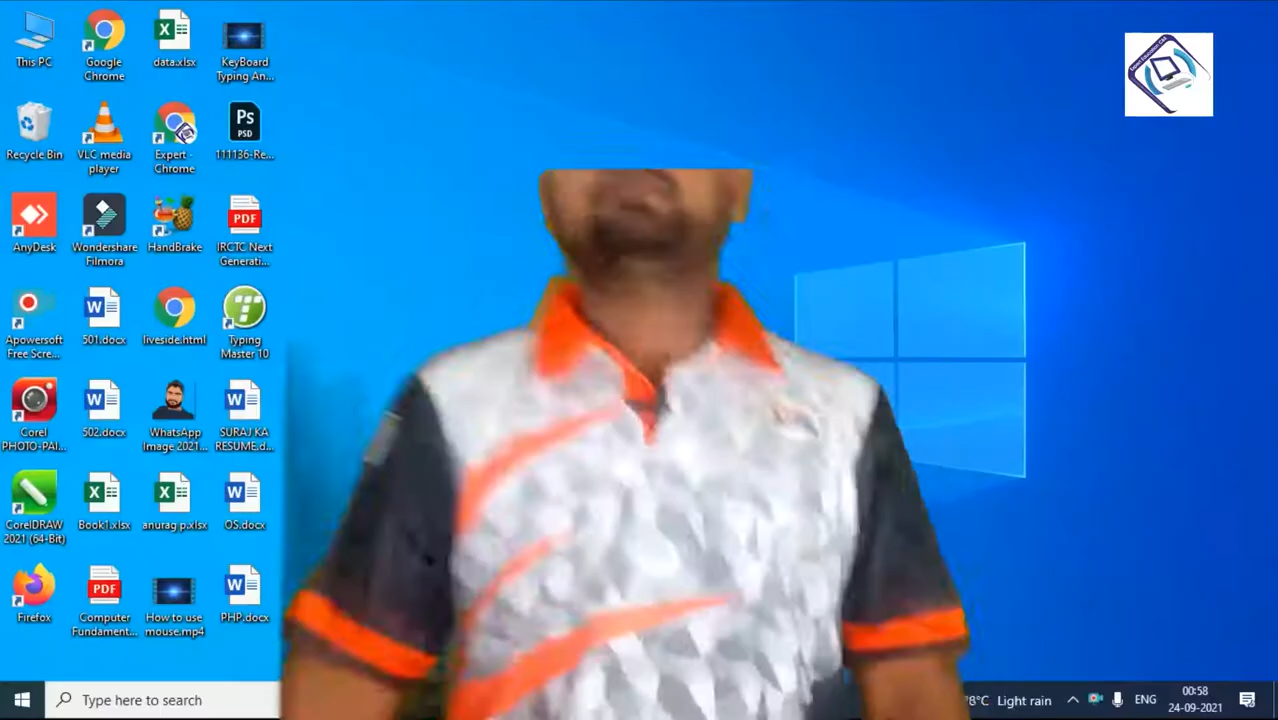 This PC
Google
Chrome
data.xlsx
KeyBoard
Typing An...
Recycle Bin
VLC media
player
Expert -
Chrome
Ps
PSD
111136-Re...
AnyDesk
Wondershare
Filmora
HandBrake
PDF
IRCTC Next
Generati...
Apowersoft
Free Scre...
501.docx
liveside.html
Typing
Master 10
Corel
PHOTO-PAI...
502.docx
WhatsApp
Image 2021...
SURAJ KA
RESUME.d...
CorelDRAW
2021 (64-Bit)
Book1.xlsx
anurag p.xlsx
OS.docx
Firefox
PDF
Computer
Fundament...
How to use
mouse.mp4
PHP.docx
Type here to search
8°C Light rain
ENG
00:58
24-09-2021